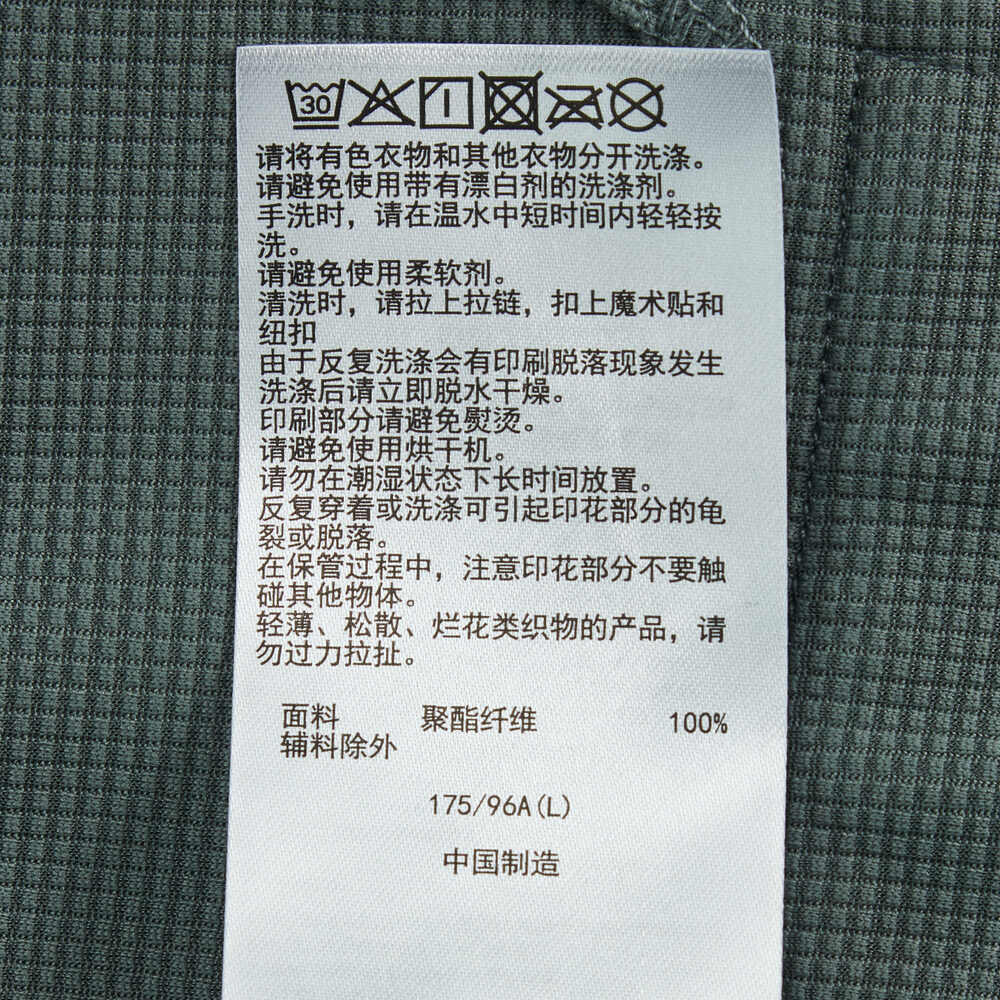 30
请将有色衣物和其他衣物分开洗涤。
请避免使用带有漂白剂的洗涤剂。
手洗时，请在温水中短时间内轻轻按
洗。
请避免使用柔软剂。
清洗时，请拉上拉链，扣上魔术贴和
纽扣
由于反复洗涤会有印刷脱落现象发生
洗涤后请立即脱水干燥。
印刷部分请避免熨烫。
请避免使用烘干机。
请勿在潮湿状态下长时间放置。
反复穿着或洗涤可引起印花部分的龟
裂或脱落。
在保管过程中，注意印花部分不要触
碰其他物体。
轻薄、松散、烂花类织物的产品，请
勿过力拉扯。
面料 聚酯纤维 100%
辅料除外
175/96A(L)
中国制造